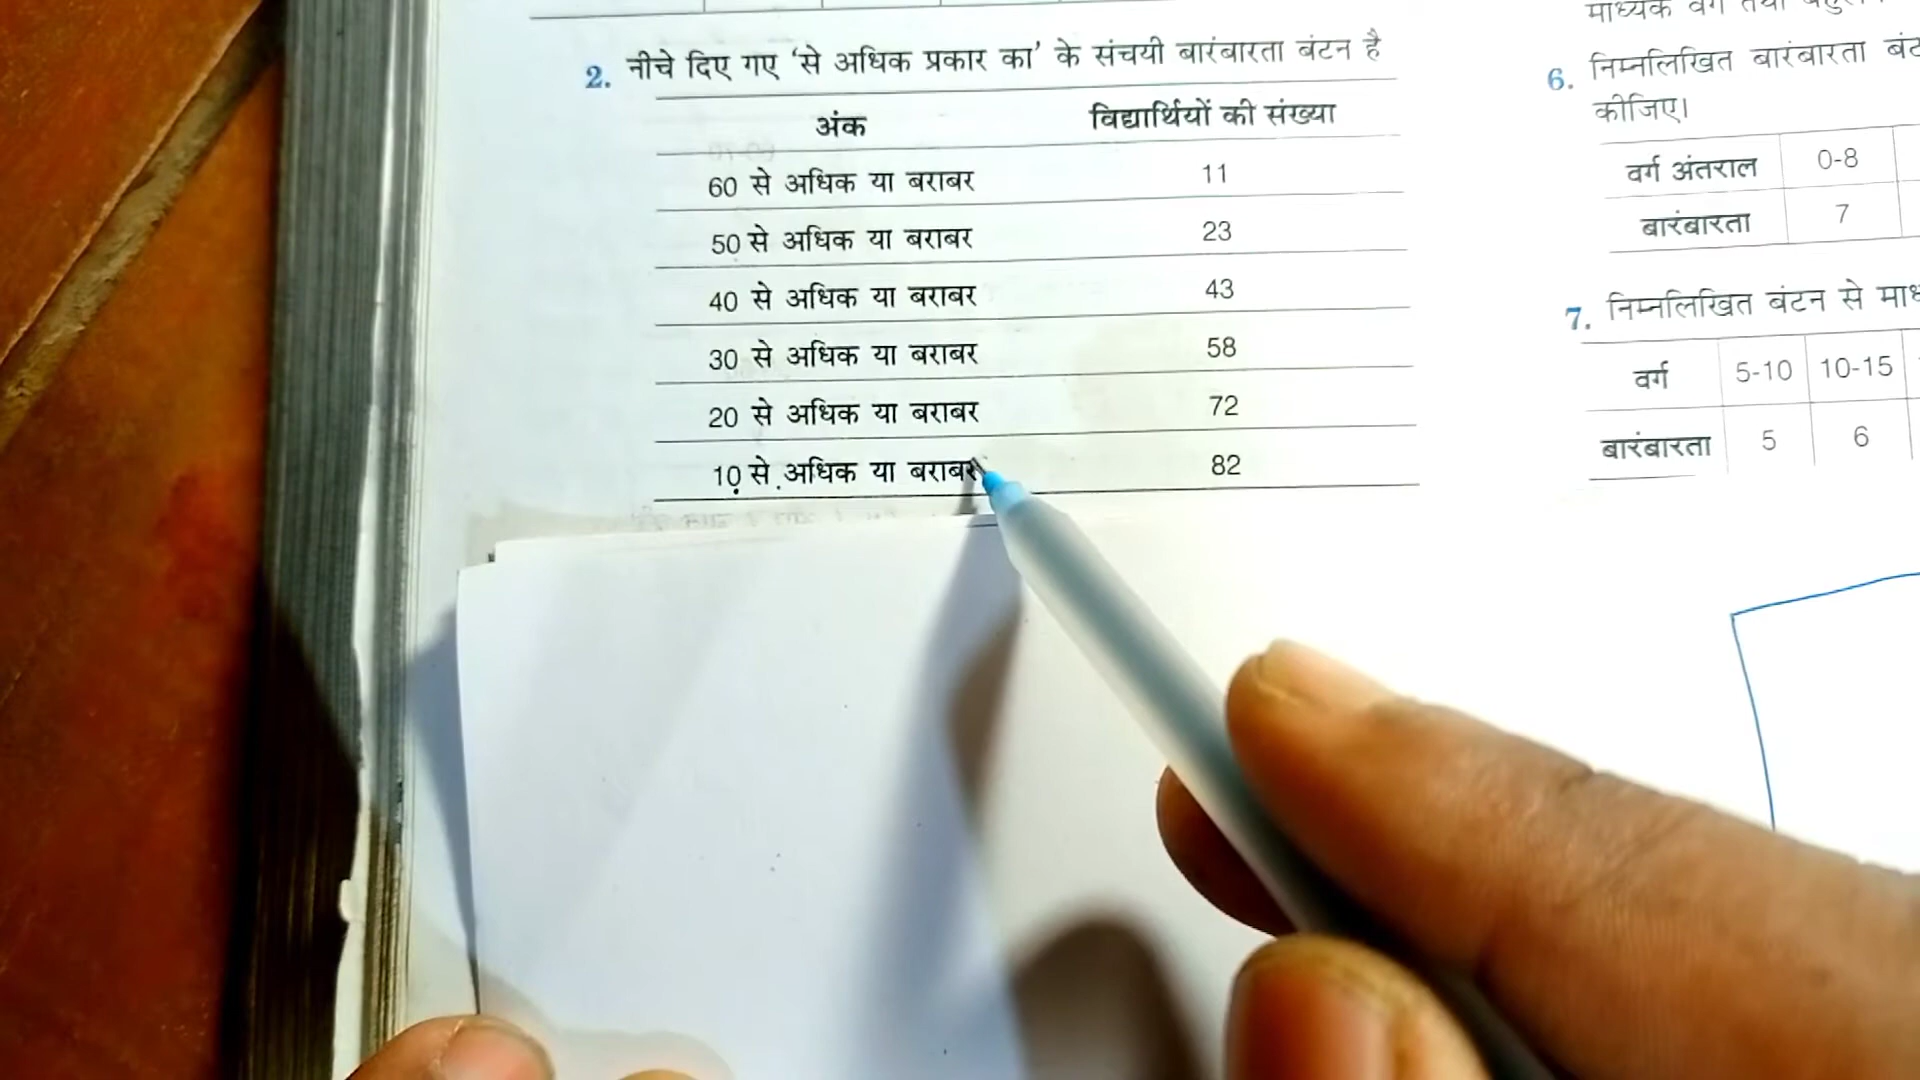 2. नीचे दिए गए ‘से अधिक प्रकार का’ के संचयी बारंबारता बंटन है
अंक विद्यार्थियों की संख्या
60 से अधिक या बराबर 11
50 से अधिक या बराबर 23
40 से अधिक या बराबर 43
30 से अधिक या बराबर 58
20 से अधिक या बराबर 72
10 से अधिक या बराबर 82
माध्यक वर्ग तथा
6. निम्नलिखित बारंबारता
कीजिए।
वर्ग अंतराल 0-8
बारंबारता 7
7. निम्नलिखित बंटन से
वर्ग 5-10 10-15
बारंबारता 5 6